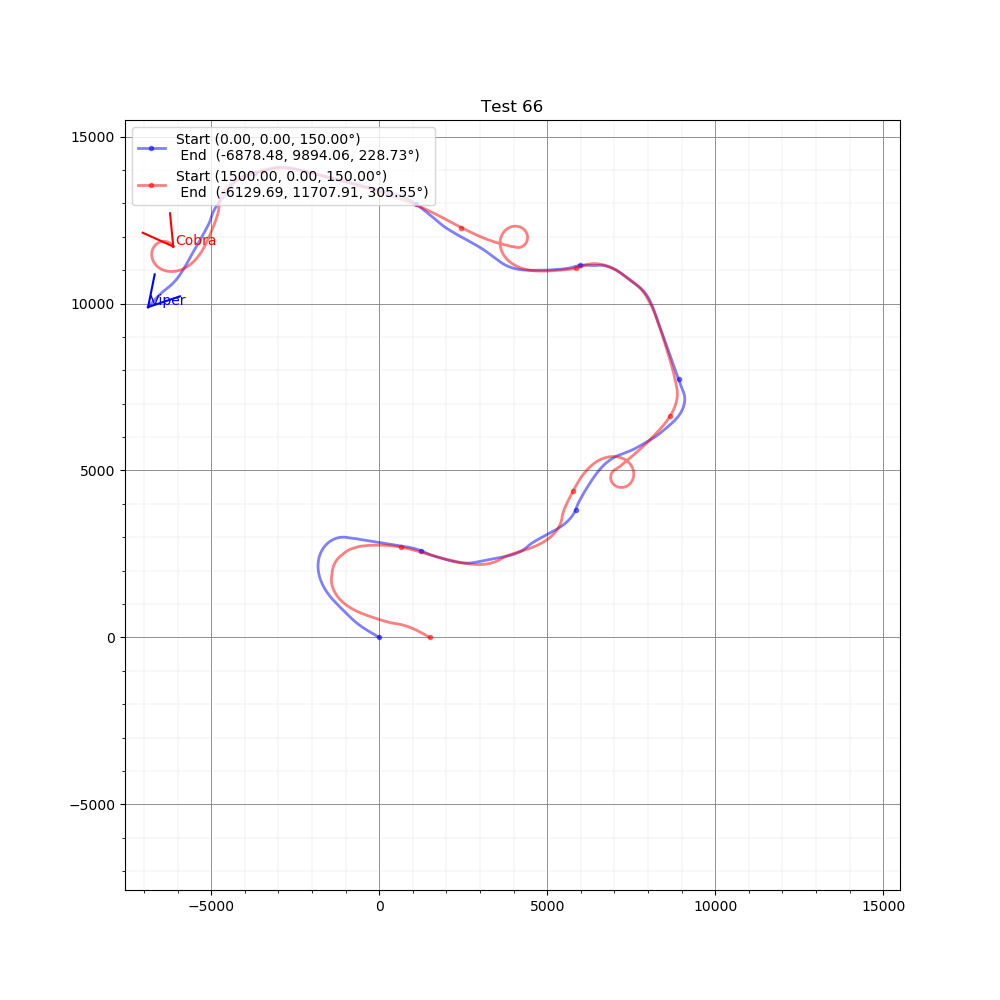 Test 66
Start (0.00, 0.00, 150.00°)
End  (-6878.48, 9894.06, 228.73°)
Start (1500.00, 0.00, 150.00°)
End  (-6129.69, 11707.91, 305.55°)
Cobra
Viper
15000
10000
5000
0
−5000
−5000
0
5000
10000
15000